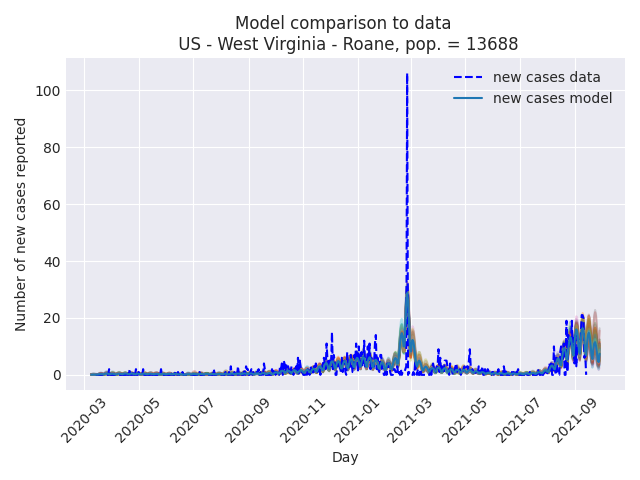 Model comparison to data
US - West Virginia - Roane, pop. = 13688
new cases data
new cases model
Number of new cases reported
100
80
60
40
20
0
2020-03
2020-05
2020-07
2020-09
2020-11
2021-01
2021-03
2021-05
2021-07
2021-09
Day